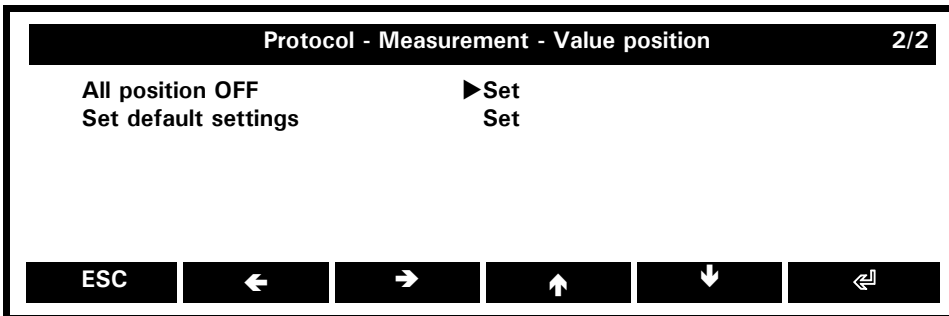 Protocol - Measurement - Value position 2/2
All position OFF ▶Set
Set default settings Set
ESC ← → ↑ ↓ ⏎